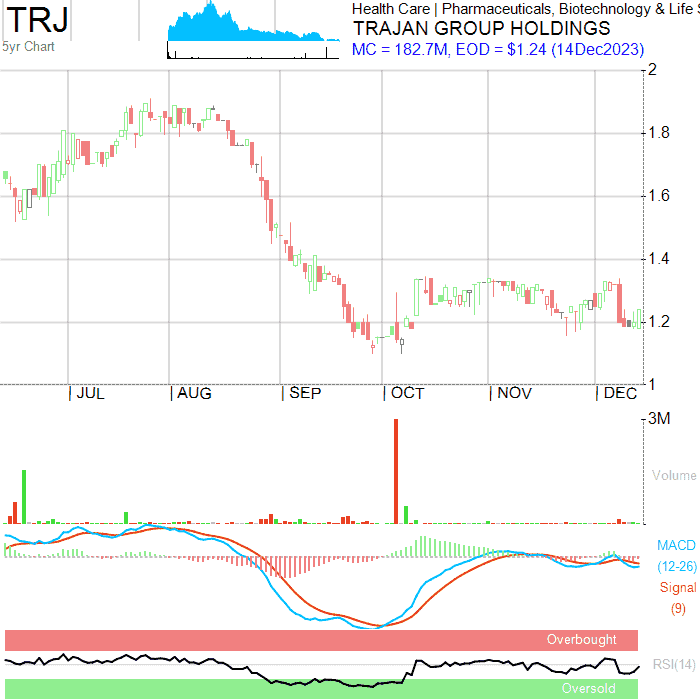 TRJ
5yr Chart
Health Care | Pharmaceuticals, Biotechnology & Life S
TRAJAN GROUP HOLDINGS
MC = 182.7M, EOD = $1.24 (14Dec2023)
2
1.8
1.6
1.4
1.2
1
JUL AUG SEP OCT NOV DEC
3M
Volume
MACD
(12-26)
Signal
(9)
Overbought
RSI(14)
Oversold